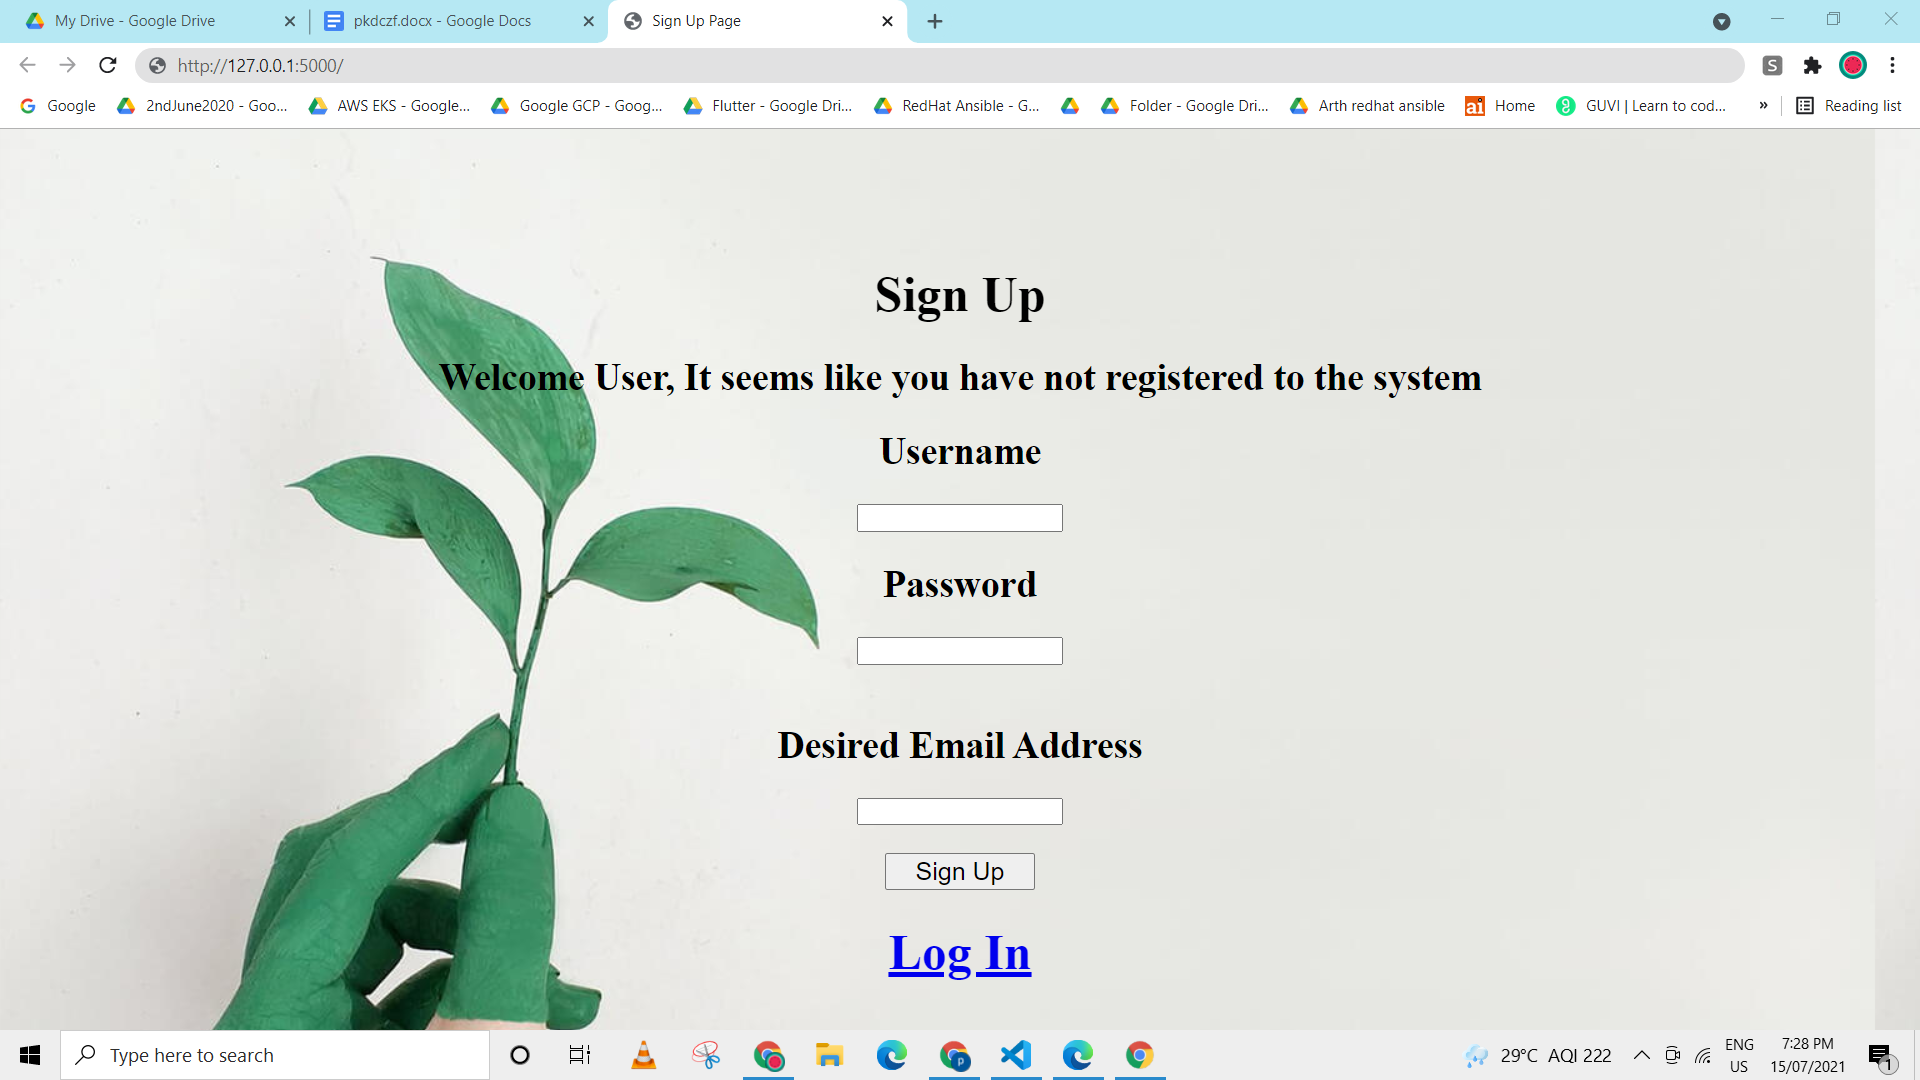 My Drive - Google Drive
pkdczf.docx - Google Docs
Sign Up Page
http://127.0.0.1:5000/
S
Google
2ndJune2020 - Goo...
AWS EKS - Google...
Google GCP - Goog...
Flutter - Google Dri...
RedHat Ansible - G...
Folder - Google Dri...
Arth redhat ansible
ai
Home
GUVI | Learn to cod...
»
Reading list
Sign Up
Welcome User, It seems like you have not registered to the system
Username
Password
Desired Email Address
Sign Up
Log In
Type here to search
p
29°C AQI 222
ENG
US
7:28 PM
15/07/2021
1